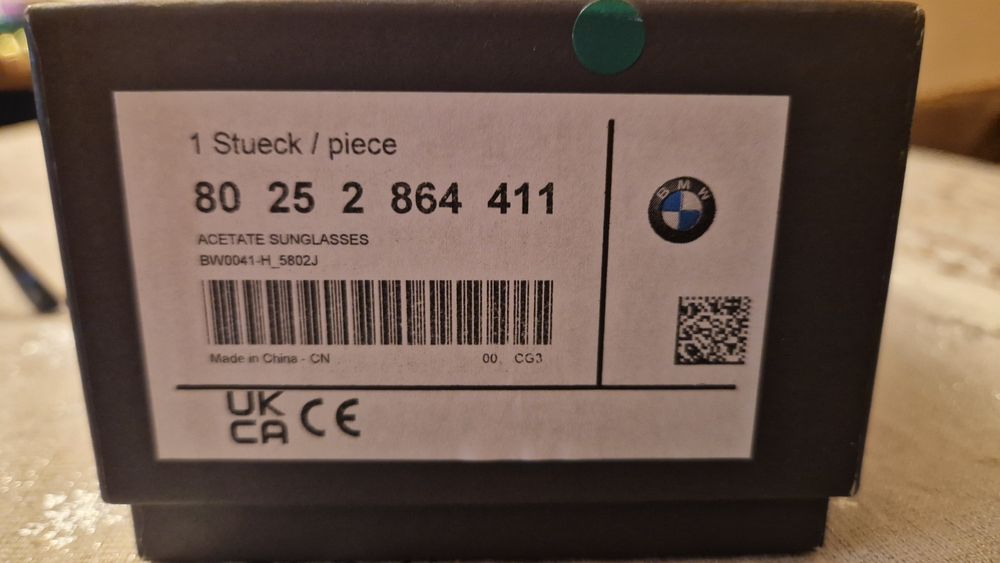 1 Stueck / piece
80 25 2 864 411
ACETATE SUNGLASSES
BW0041-H_5802J
Made in China - CN 00 CG3
BMW
UK
CA CE